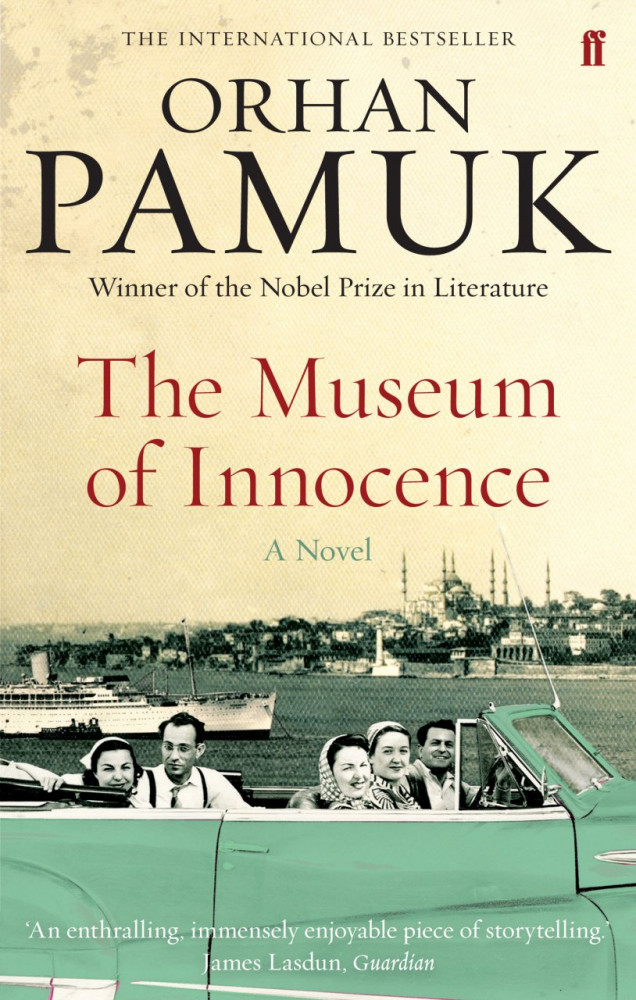 THE INTERNATIONAL BESTSELLER
ff
ORHAN
PAMUK
Winner of the Nobel Prize in Literature
The Museum
of Innocence
A Novel
‘An enthralling, immensely enjoyable piece of storytelling.’
James Lasdun, Guardian